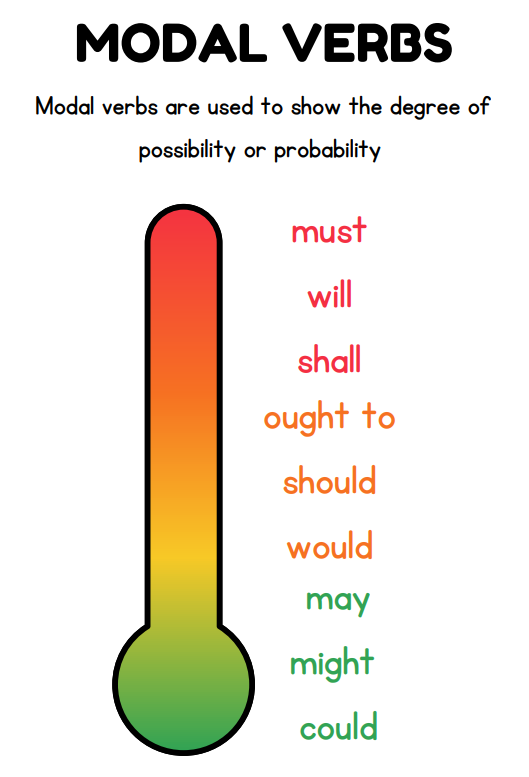 MODAL VERBS
Modal verbs are used to show the degree of
possibility or probability
must
will
shall
ought to
should
would
may
might
could